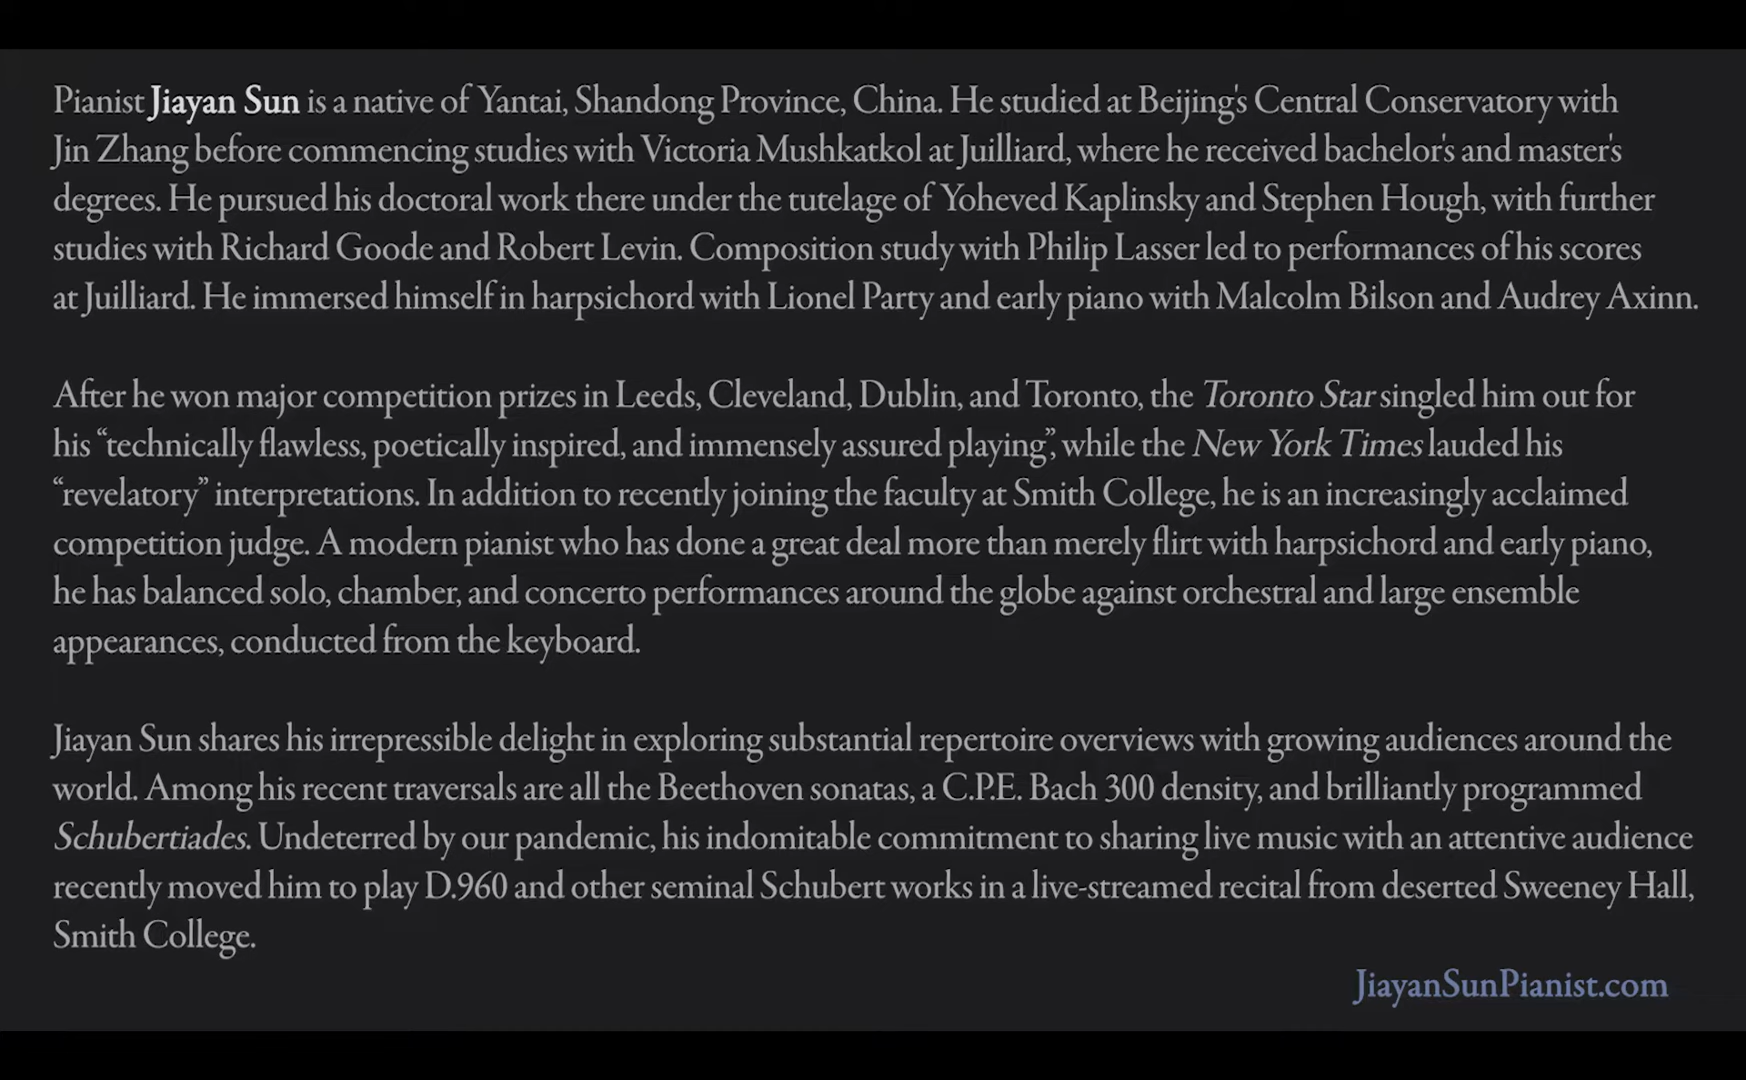 Pianist Jiayan Sun is a native of Yantai, Shandong Province, China. He studied at Beijing's Central Conservatory with
Jin Zhang before commencing studies with Victoria Mushkatkol at Juilliard, where he received bachelor's and master's
degrees. He pursued his doctoral work there under the tutelage of Yoheved Kaplinsky and Stephen Hough, with further
studies with Richard Goode and Robert Levin. Composition study with Philip Lasser led to performances of his scores
at Juilliard. He immersed himself in harpsichord with Lionel Party and early piano with Malcolm Bilson and Audrey Axinn.
After he won major competition prizes in Leeds, Cleveland, Dublin, and Toronto, the Toronto Star singled him out for
his “technically flawless, poetically inspired, and immensely assured playing”, while the New York Times lauded his
“revelatory” interpretations. In addition to recently joining the faculty at Smith College, he is an increasingly acclaimed
competition judge. A modern pianist who has done a great deal more than merely flirt with harpsichord and early piano,
he has balanced solo, chamber, and concerto performances around the globe against orchestral and large ensemble
appearances, conducted from the keyboard.
Jiayan Sun shares his irrepressible delight in exploring substantial repertoire overviews with growing audiences around the
world. Among his recent traversals are all the Beethoven sonatas, a C.P.E. Bach 300 density, and brilliantly programmed
Schubertiades. Undeterred by our pandemic, his indomitable commitment to sharing live music with an attentive audience
recently moved him to play D.960 and other seminal Schubert works in a live-streamed recital from deserted Sweeney Hall,
Smith College.
JiayanSunPianist.com